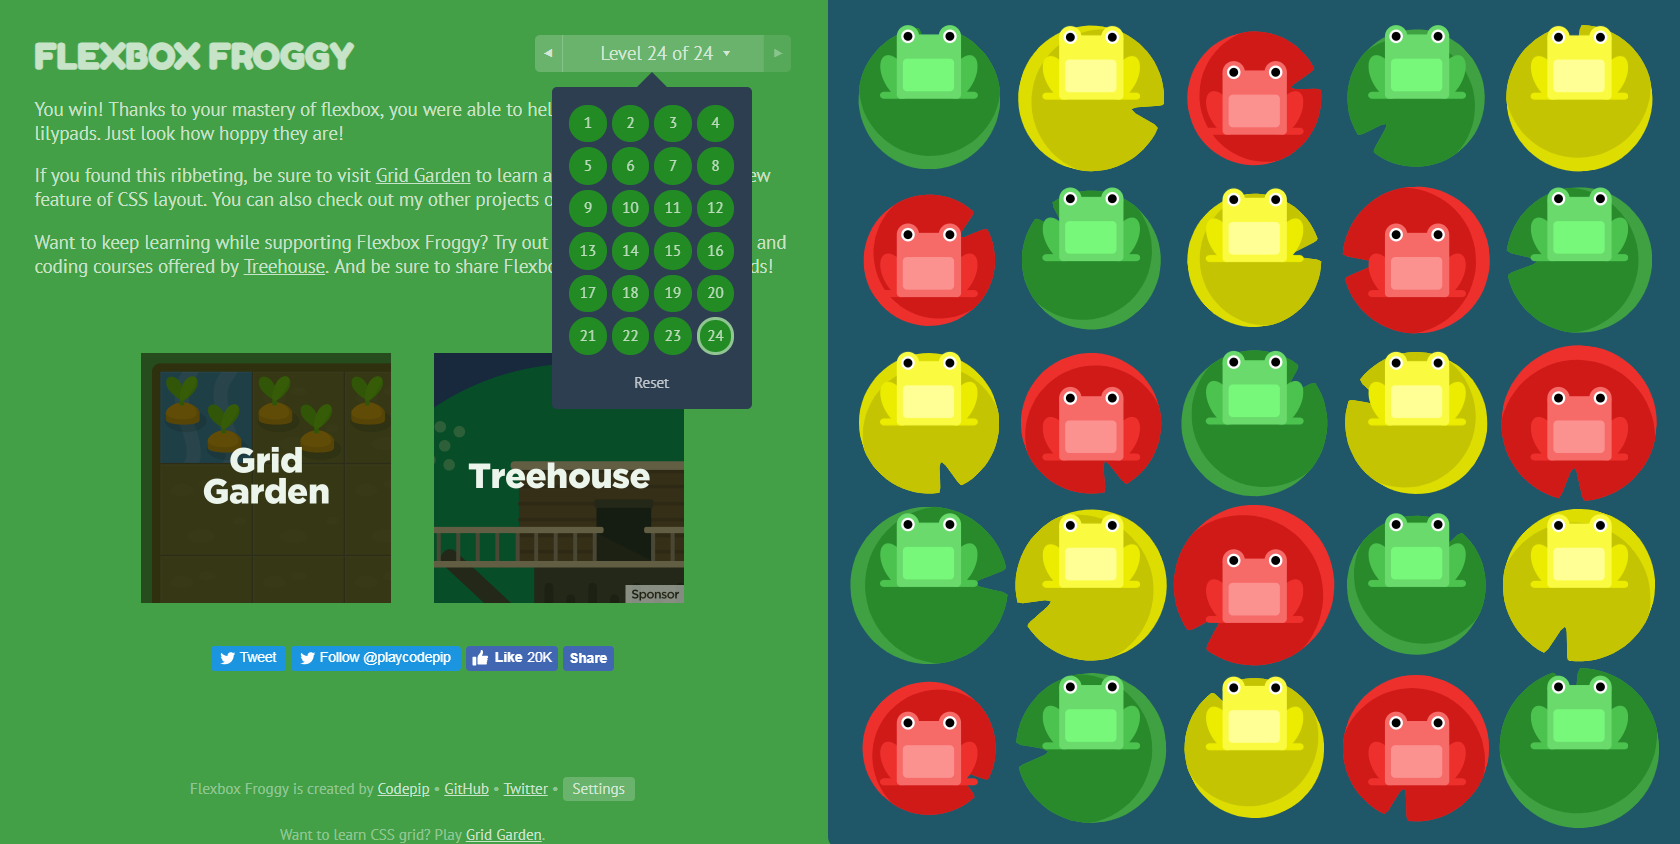 FLEXBOX FROGGY
◀ Level 24 of 24 ▼ ▶
You win! Thanks to your mastery of flexbox, you were able to hel
lilypads. Just look how hoppy they are!
If you found this ribbeting, be sure to visit Grid Garden to learn a
ew
feature of CSS layout. You can also check out my other projects
Want to keep learning while supporting Flexbox Froggy? Try out
and
coding courses offered by Treehouse. And be sure to share Flexb
ds!
1 2 3 4
5 6 7 8
9 10 11 12
13 14 15 16
17 18 19 20
21 22 23 24
Reset
Grid
Garden
Treehouse
Sponsor
Tweet
Follow @playcodepip
Like 20K
Share
Flexbox Froggy is created by Codepip • GitHub • Twitter • Settings
Want to learn CSS grid? Play Grid Garden.